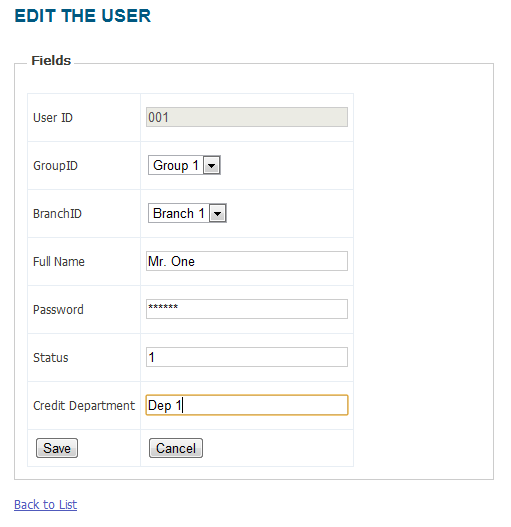 EDIT THE USER
Fields
User ID 001
GroupID Group 1
BranchID Branch 1
Full Name Mr. One
Password ******
Status 1
Credit Department Dep 1
Save Cancel
Back to List